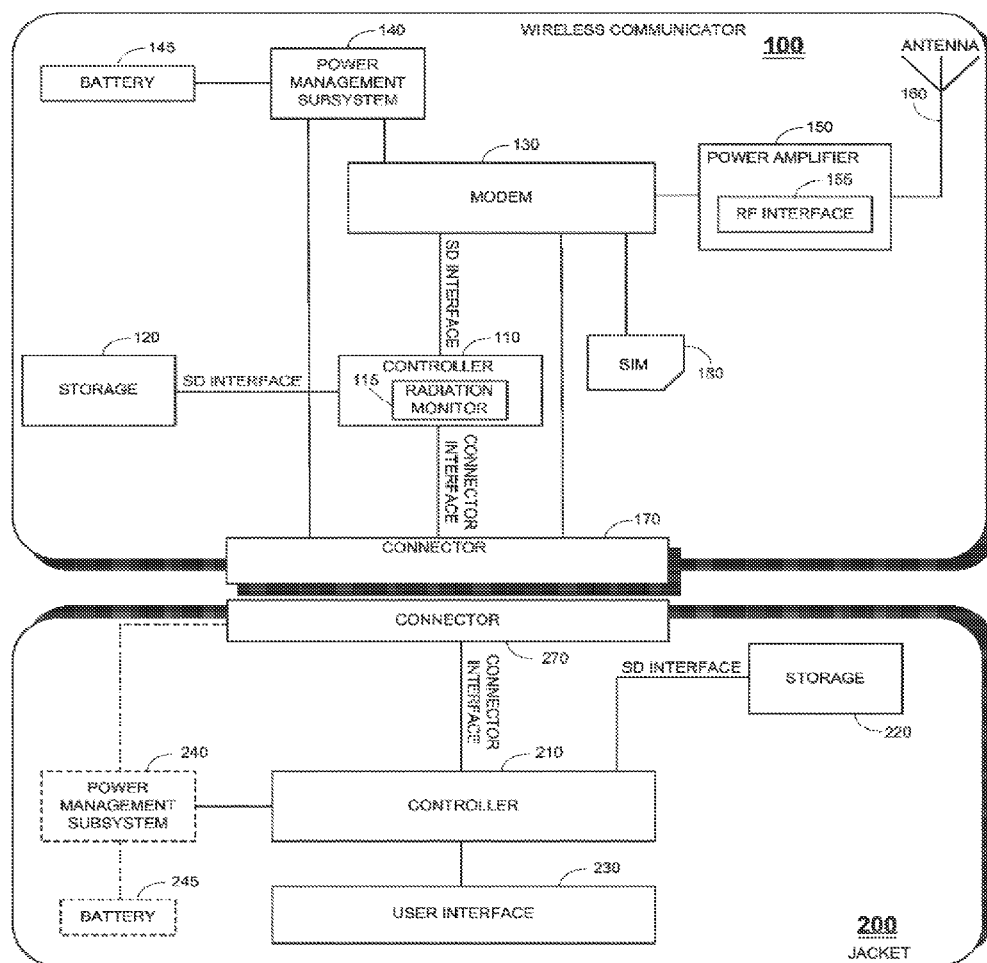 WIRELESS COMMUNICATOR
100
ANTENNA
160
145
BATTERY
140
POWER
MANAGEMENT
SUBSYSTEM
130
MODEM
150
POWER AMPLIFIER
155
RF INTERFACE
SD INTERFACE
120
STORAGE
SD INTERFACE
110
CONTROLLER
115
RADIATION
MONITOR
SIM
180
CONNECTOR
INTERFACE
170
CONNECTOR
CONNECTOR
270
CONNECTOR
INTERFACE
SD INTERFACE
STORAGE
220
240
POWER
MANAGEMENT
SUBSYSTEM
210
CONTROLLER
245
BATTERY
230
USER INTERFACE
200
JACKET